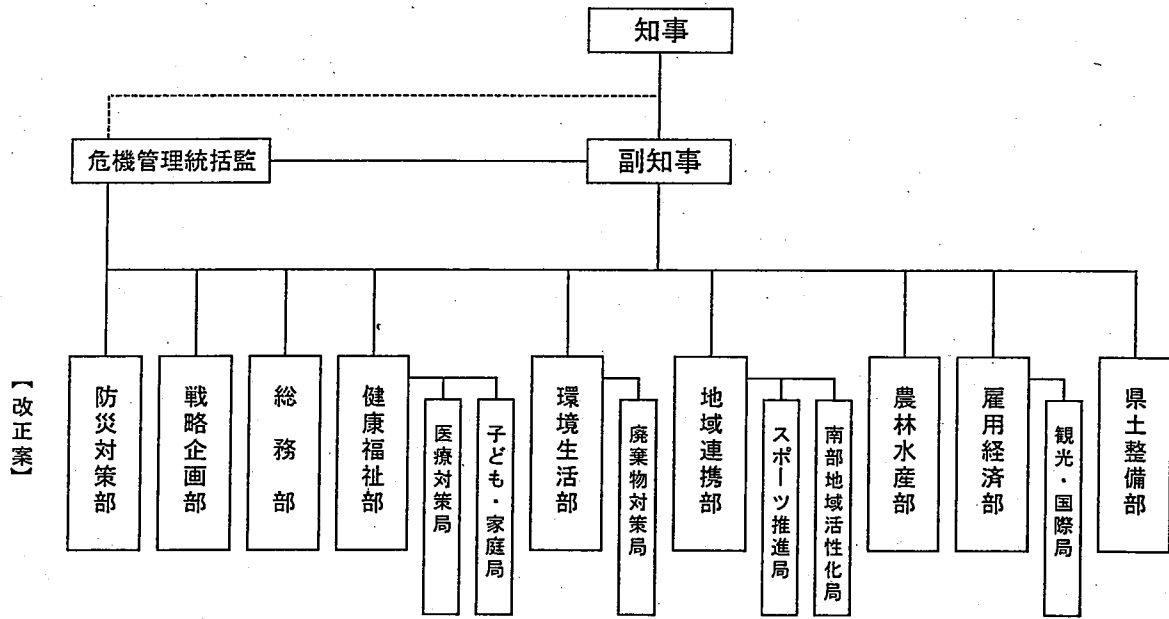 知事
危機管理統括監
副知事
【改正案】
防災対策部
戦略企画部
総務部
健康福祉部
医療対策局
子ども・家庭局
環境生活部
廃棄物対策局
地域連携部
スポーツ推進局
南部地域活性化局
農林水産部
雇用経済部
観光・国際局
県土整備部